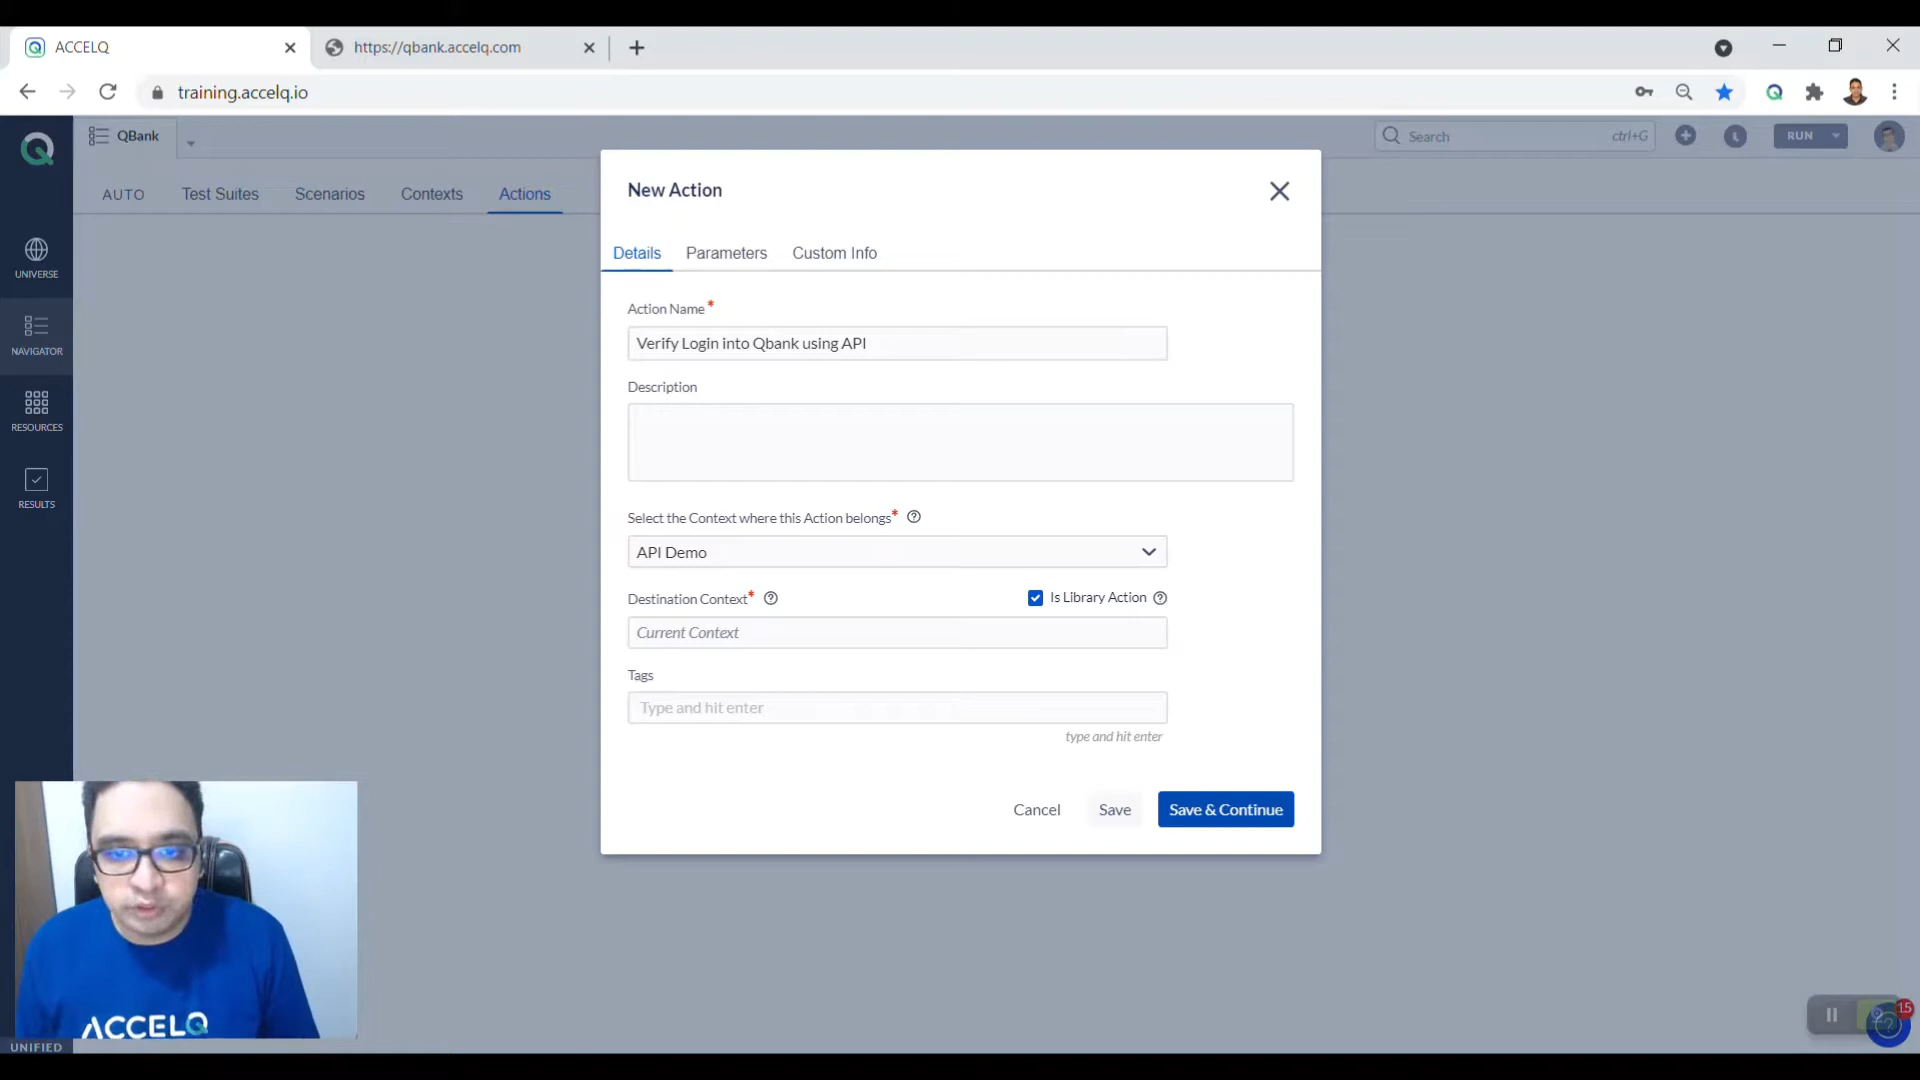 ACCELQ
https://qbank.accelq.com
training.accelq.io
QBank
Search
ctrl+G
RUN
AUTO
Test Suites
Scenarios
Contexts
Actions
UNIVERSE
NAVIGATOR
RESOURCES
RESULTS
UNIFIED
New Action
Details
Parameters
Custom Info
Action Name*
Verify Login into Qbank using API
Description
Select the Context where this Action belongs*
API Demo
Destination Context*
Is Library Action
Current Context
Tags
Type and hit enter
type and hit enter
Cancel
Save
Save & Continue
ACCELQ
15